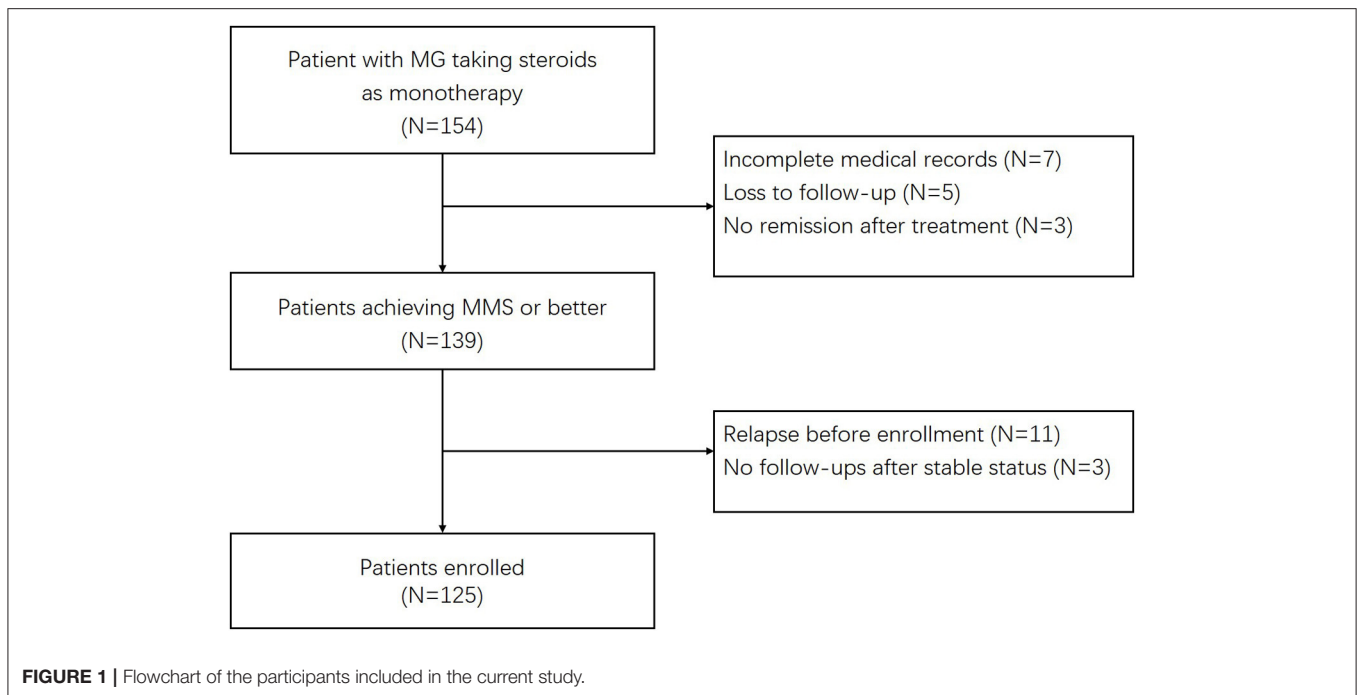 Patient with MG taking steroids
as monotherapy
(N=154)
Incomplete medical records (N=7)
Loss to follow-up (N=5)
No remission after treatment (N=3)
Patients achieving MMS or better
(N=139)
Relapse before enrollment (N=11)
No follow-ups after stable status (N=3)
Patients enrolled
(N=125)
FIGURE 1 | Flowchart of the participants included in the current study.